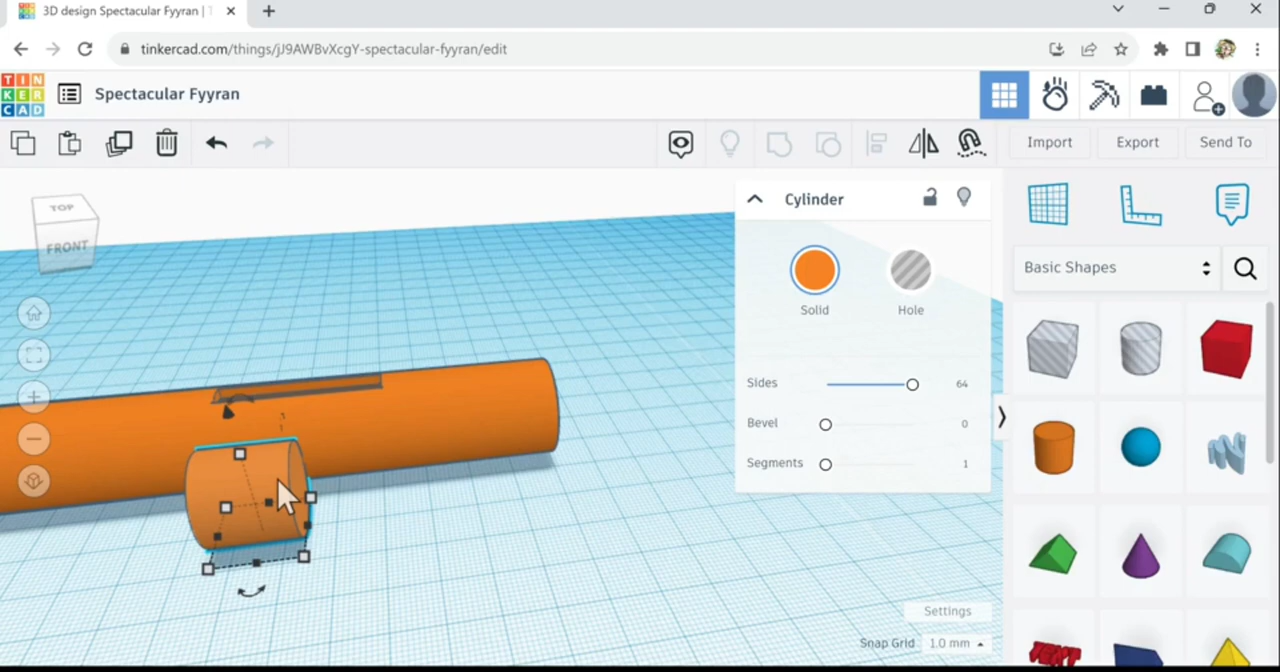 3D design Spectacular Fyyran | T
tinkercad.com/things/jJ9AWBvXcgY-spectacular-fyyran/edit
TIN
KER
CAD
Spectacular Fyyran
Import
Export
Send To
TOP
FRONT
Cylinder
Solid
Hole
Sides
64
Bevel
0
Segments
1
Basic Shapes
TEXT
Settings
Snap Grid
1.0 mm